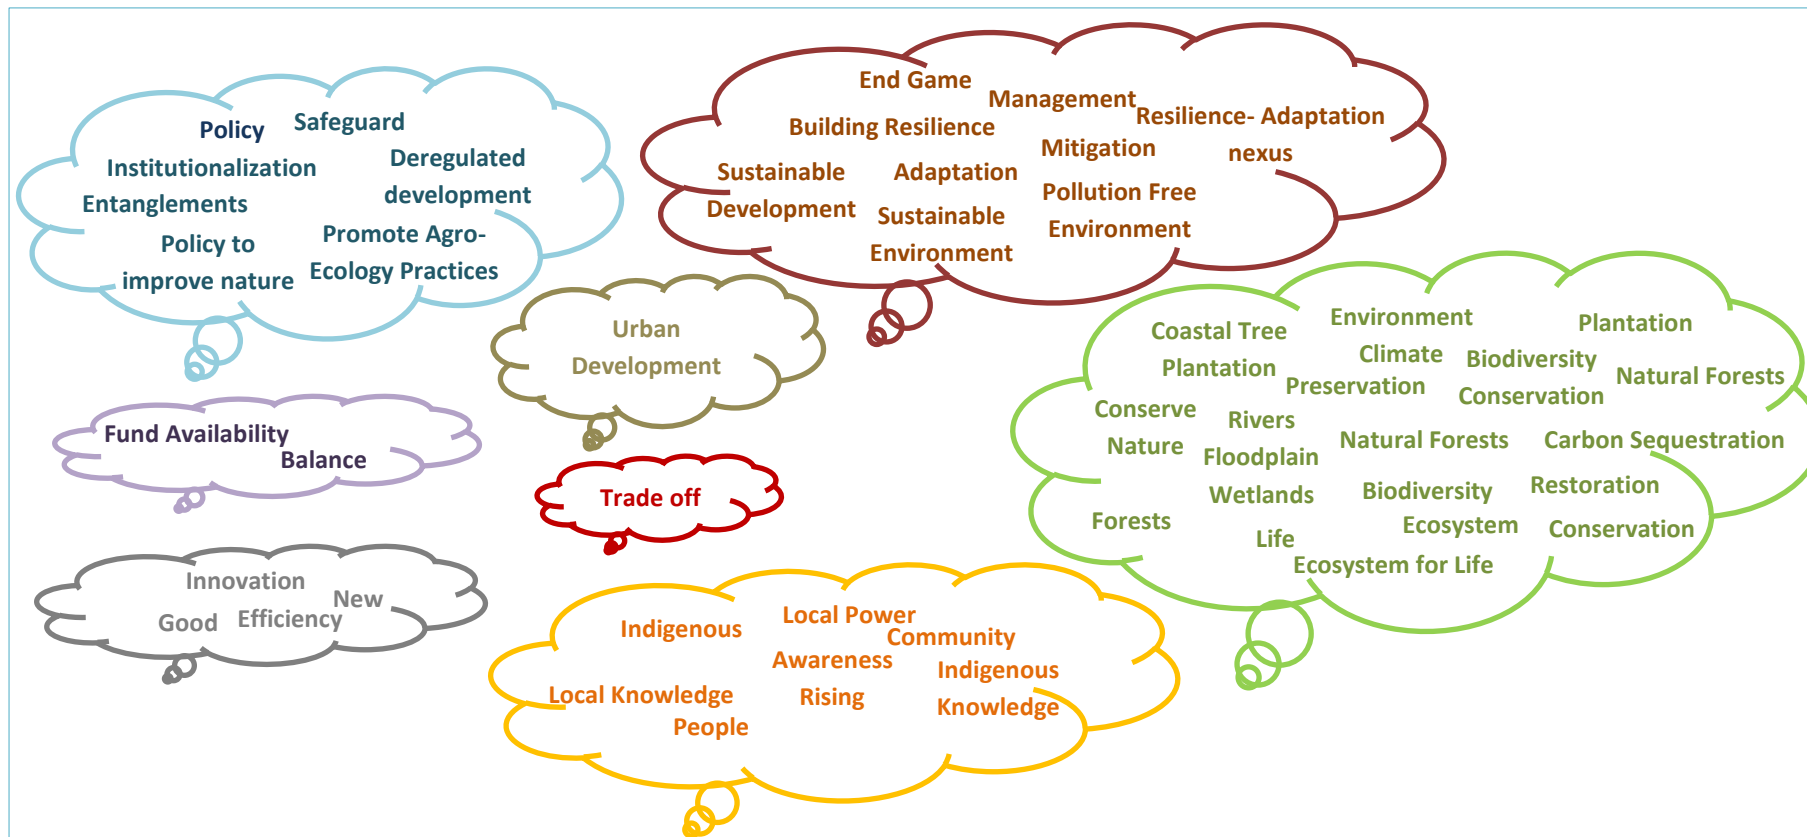 Policy
Safeguard
Institutionalization
Deregulated
development
Entanglements
Policy to
improve nature
Promote Agro-
Ecology Practices
End Game
Management
Resilience- Adaptation
nexus
Building Resilience
Mitigation
Sustainable
Development
Adaptation
Pollution Free
Environment
Sustainable
Environment
Urban
Development
Fund Availability
Balance
Trade off
Innovation
New
Good
Efficiency
Indigenous
Local Power
Community
Awareness
Rising
Indigenous
Knowledge
Local Knowledge
People
Coastal Tree
Plantation
Environment
Plantation
Climate
Biodiversity
Conservation
Preservation
Natural Forests
Conserve
Nature
Rivers
Floodplain
Wetlands
Natural Forests
Carbon Sequestration
Biodiversity
Restoration
Forests
Ecosystem
Conservation
Life
Ecosystem for Life